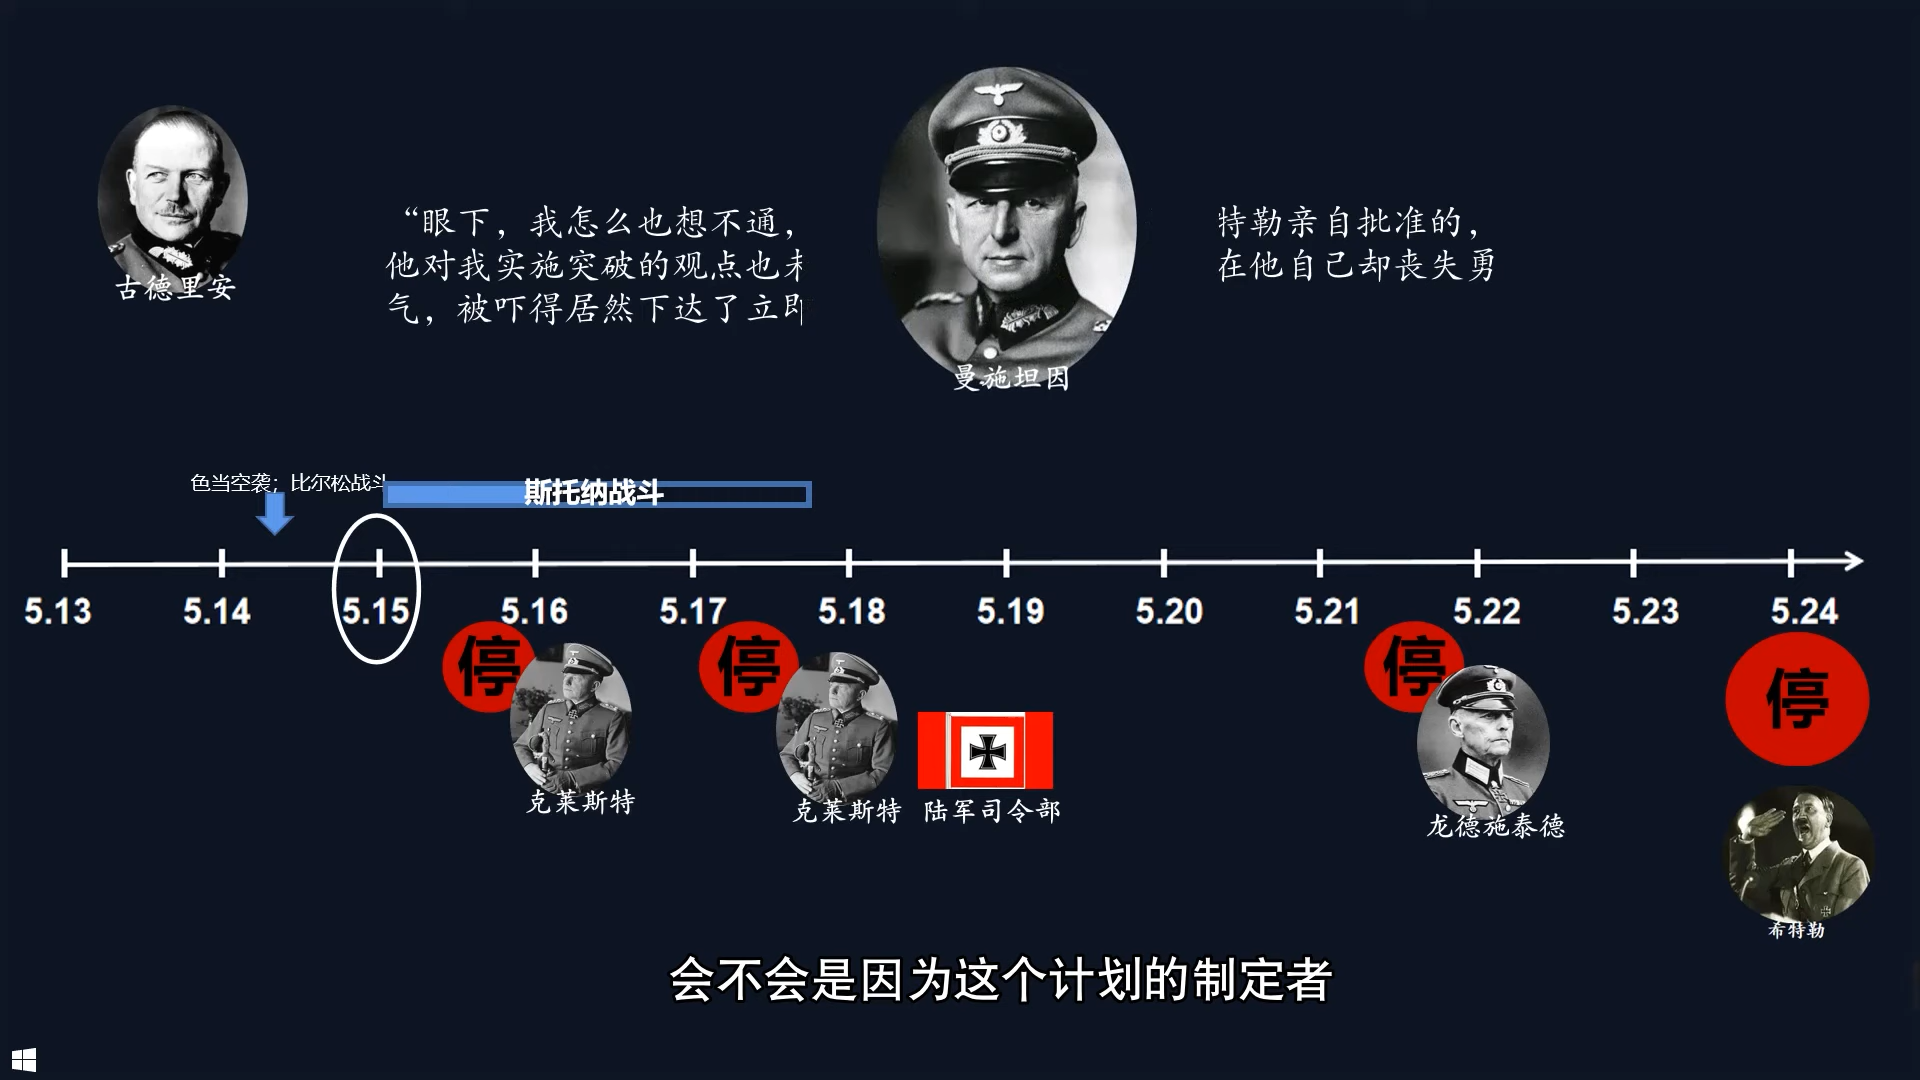 古德里安
“眼下，我怎么也想不通，
他对我实施突破的观点也
气，被吓得居然下达了立即
曼施坦因
特勒亲自批准的，
在他自己却丧失勇
色当空袭；比尔松战斗
斯托纳战斗
5.13 5.14 5.15 5.16 5.17 5.18 5.19 5.20 5.21 5.22 5.23 5.24
停 停 停 停
克莱斯特 克莱斯特 陆军司令部 龙德施泰德
希特勒
会不会是因为这个计划的制定者